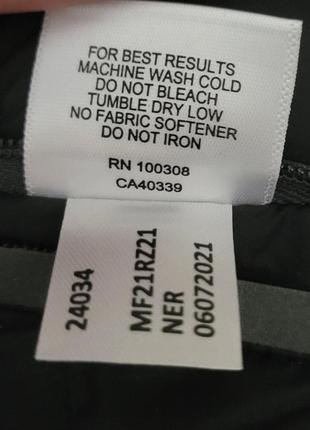 FOR BEST RESULTS
MACHINE WASH COLD
DO NOT BLEACH
TUMBLE DRY LOW
NO FABRIC SOFTENER
DO NOT IRON
RN 100308
CA40339
24034
MF21RZ21
NER
06072021